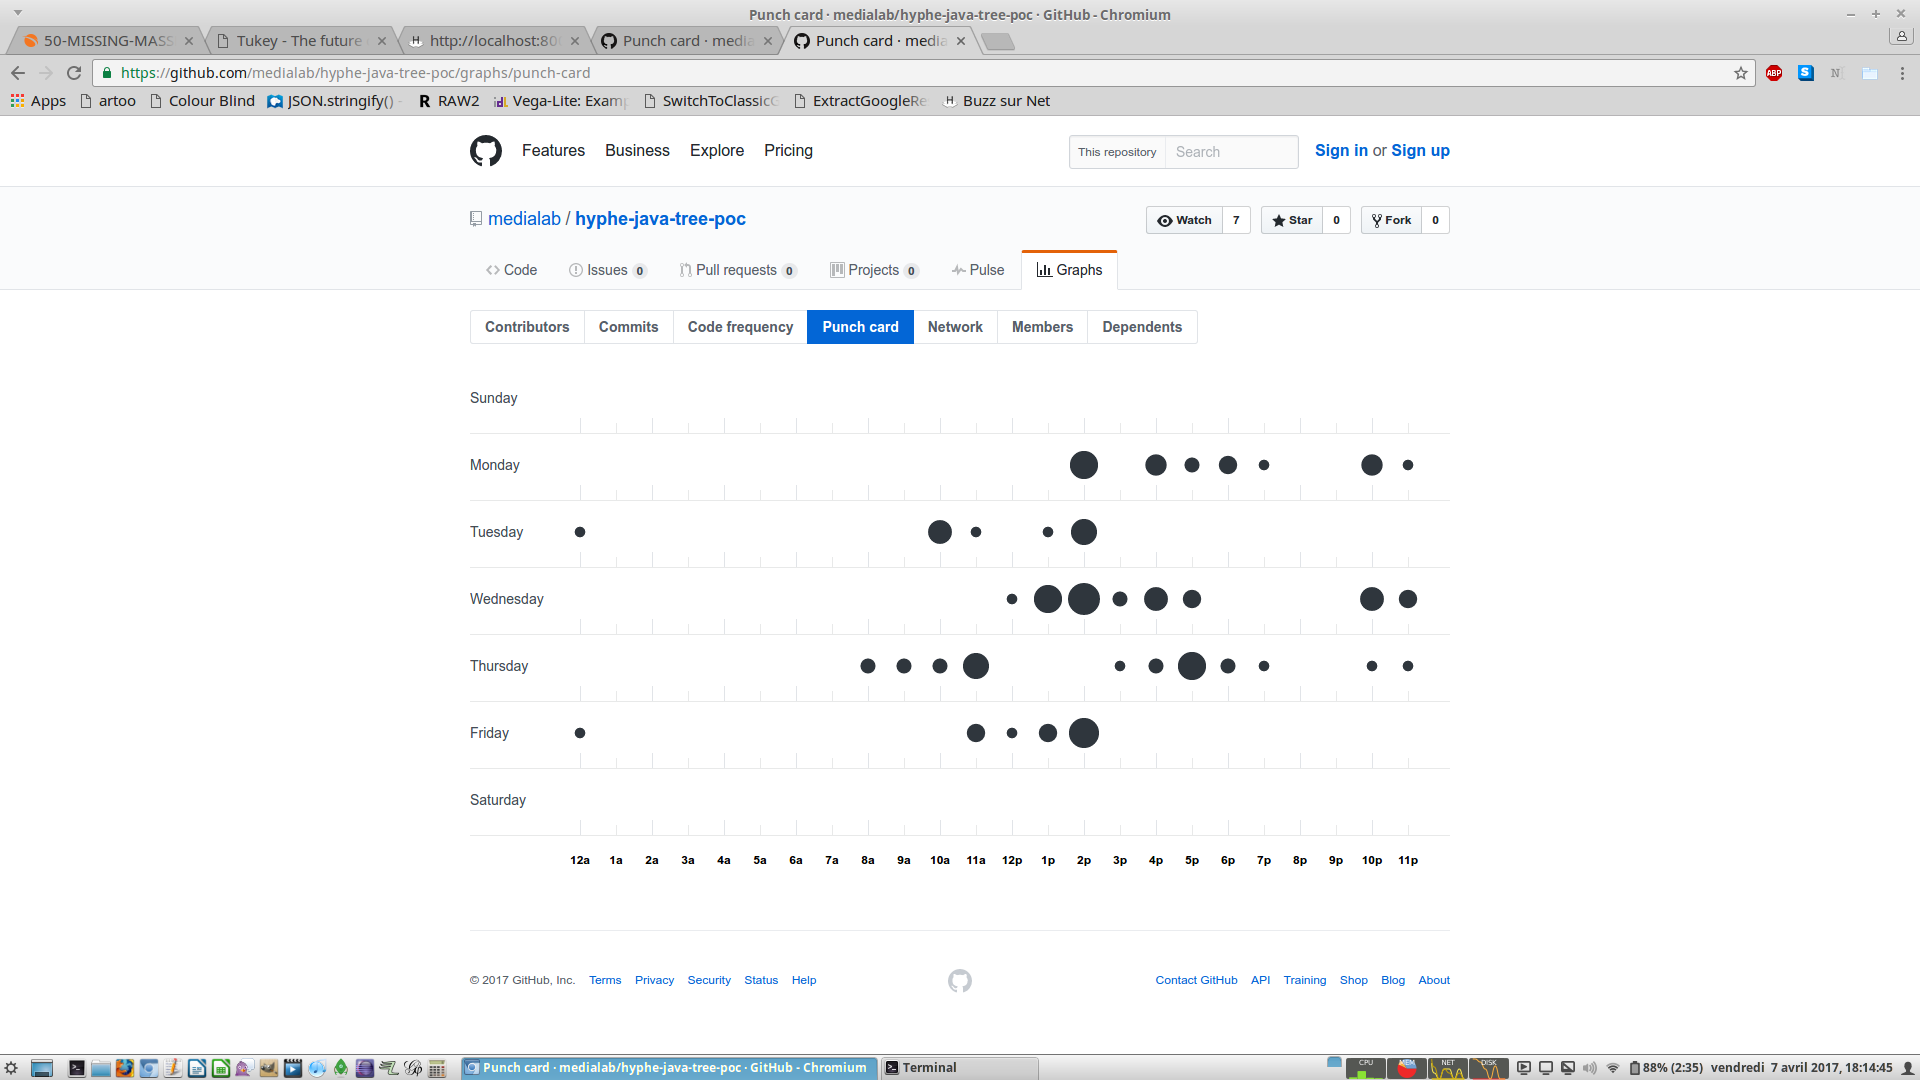 Punch card · medialab/hyphe-java-tree-poc · GitHub - Chromium
50-MISSING-MASS Tukey - The future http://localhost:80 Punch card · media Punch card · media
https://github.com/medialab/hyphe-java-tree-poc/graphs/punch-card ABP S N
Apps artoo Colour Blind JSON.stringify() - R RAW2 idl Vega-Lite: Examp SwitchToClassicG ExtractGoogleRe H Buzz sur Net
Features Business Explore Pricing This repository Search Sign in or Sign up
medialab / hyphe-java-tree-poc Watch 7 Star 0 Fork 0
Code Issues 0 Pull requests 0 Projects 0 Pulse Graphs
Contributors Commits Code frequency Punch card Network Members Dependents
Sunday
Monday
Tuesday
Wednesday
Thursday
Friday
Saturday
12a 1a 2a 3a 4a 5a 6a 7a 8a 9a 10a 11a 12p 1p 2p 3p 4p 5p 6p 7p 8p 9p 10p 11p
© 2017 GitHub, Inc. Terms Privacy Security Status Help Contact GitHub API Training Shop Blog About
Punch card · medialab/hyphe-java-tree-poc · GitHub - Chromium Terminal CPU MEM NET DISK 88% (2:35) vendredi 7 avril 2017, 18:14:45